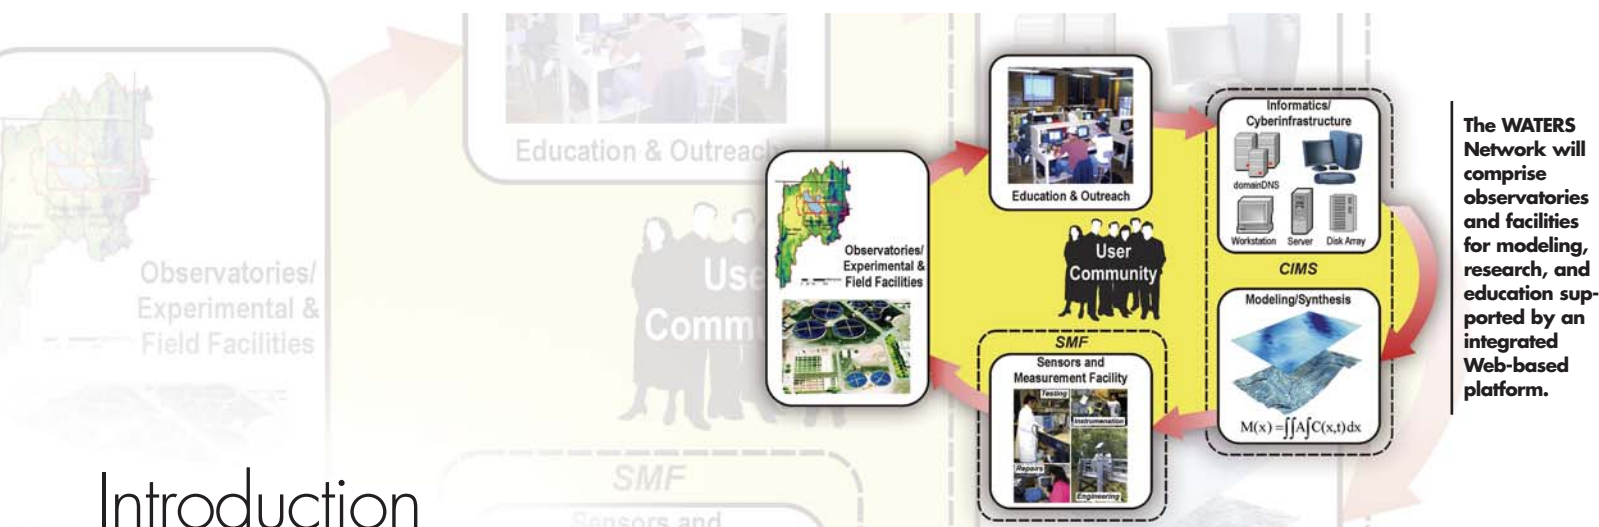 Education & Outreach
Observatories/
Experimental &
Field Facilities
SMF
Sensors and
Education & Outreach
Informatics/
Cyberinfrastructure
domainDNS
Workstation Server Disk Array
CIMS
Observatories/
Experimental &
Field Facilities
User
Community
Modeling/Synthesis
M(x) =∫∫A∫C(x,t)dx
SMF
Sensors and
Measurement Facility
Testing
Instrumenation
Repairs
Engineering
The WATERS
Network will
comprise
observatories
and facilities
for modeling,
research, and
education sup-
ported by an
integrated
Web-based
platform.
Introduction